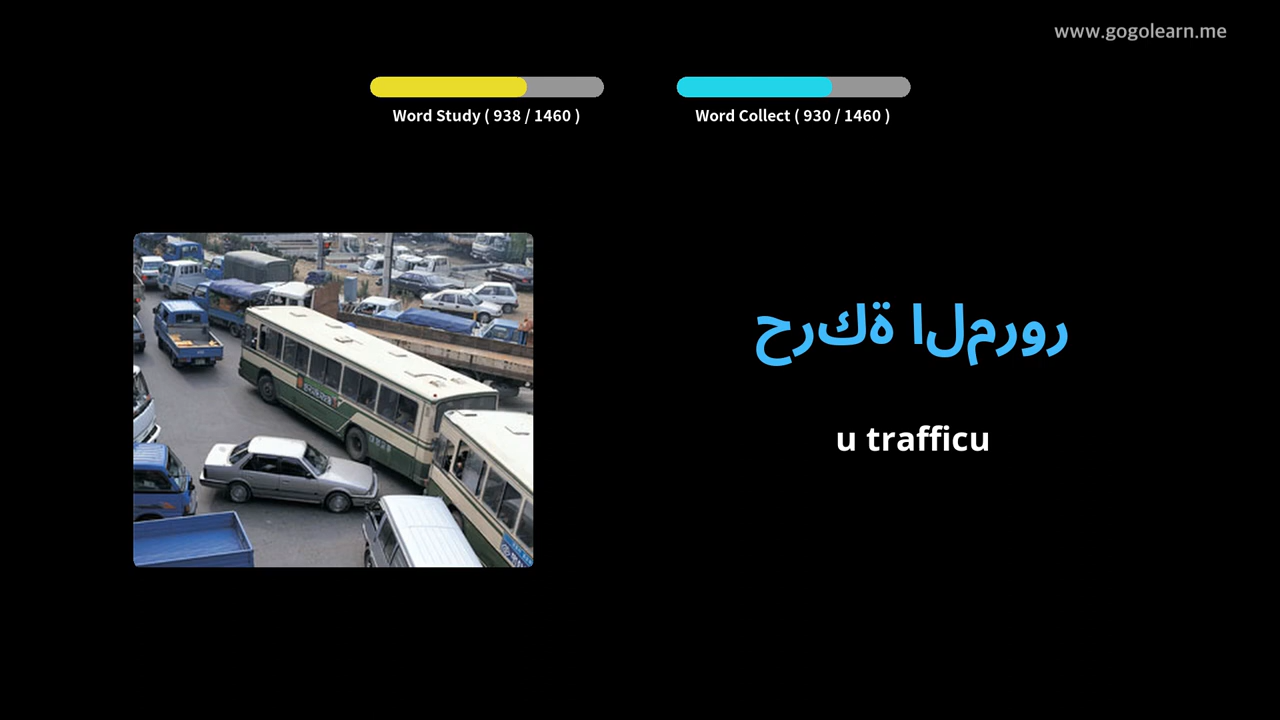 www.gogolearn.me
Word Study ( 938 / 1460 )
Word Collect ( 930 / 1460 )
حركة المرور
u trafficu